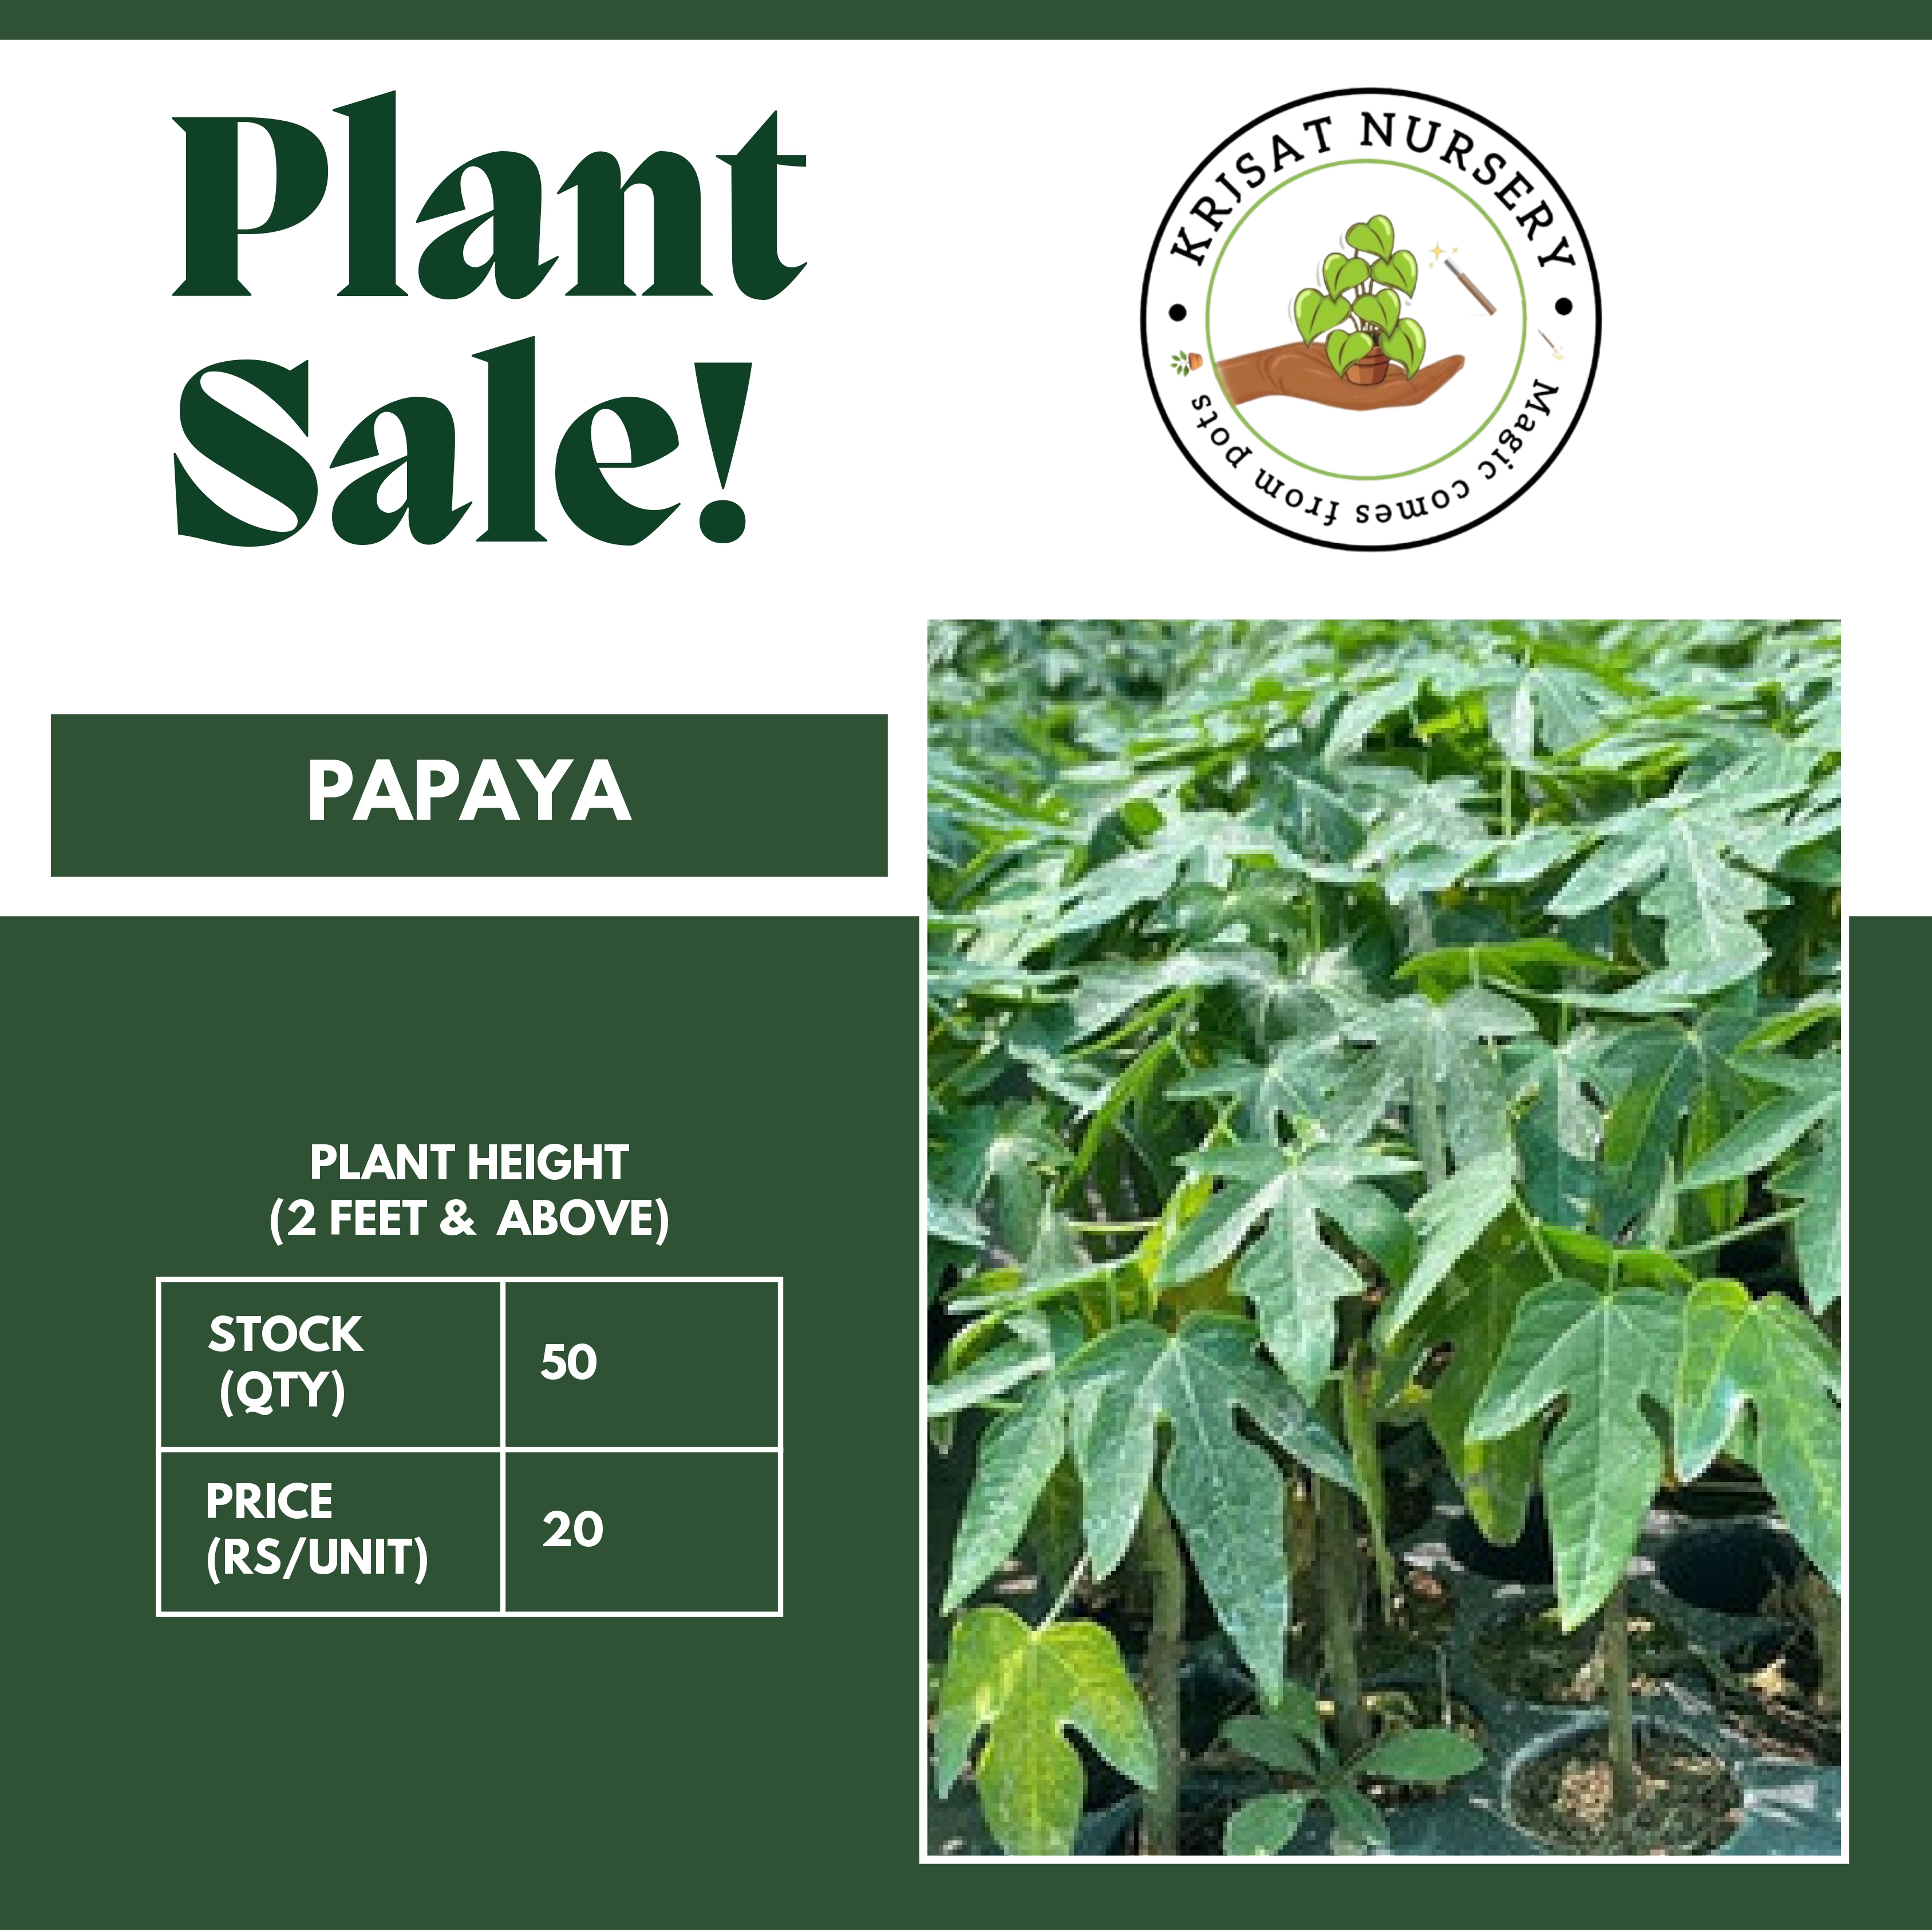 Plant
Sale!
KRISAT NURSERY
Magic comes from pots
PAPAYA
PLANT HEIGHT
(2 FEET & ABOVE)
STOCK
(QTY)
50
PRICE
(RS/UNIT)
20